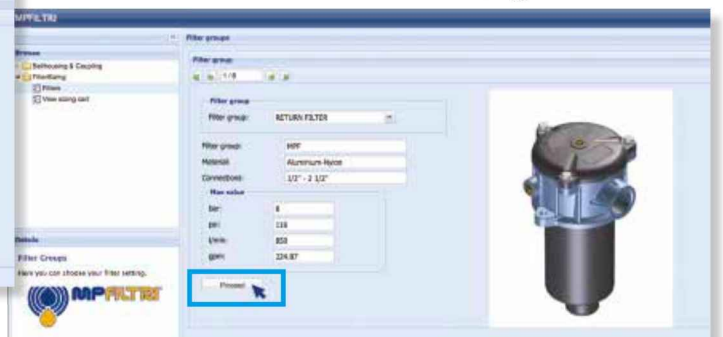 MPFILTRI
Filter groups
Browse
Bellhousing & Coupling
FilterSizing
Filters
View sizing cart
Filter group
1 / 8
Filter group
Filter group: RETURN FILTER
Filter group: MPF
Material: Aluminium-Nylon
Connections: 1/2" - 2 1/2"
Max value
bar: 8
psi: 116
l/min: 850
gpm: 224.87
Proceed
Details
Filter Groups
Here you can choose your filter setting.
MPFILTRI